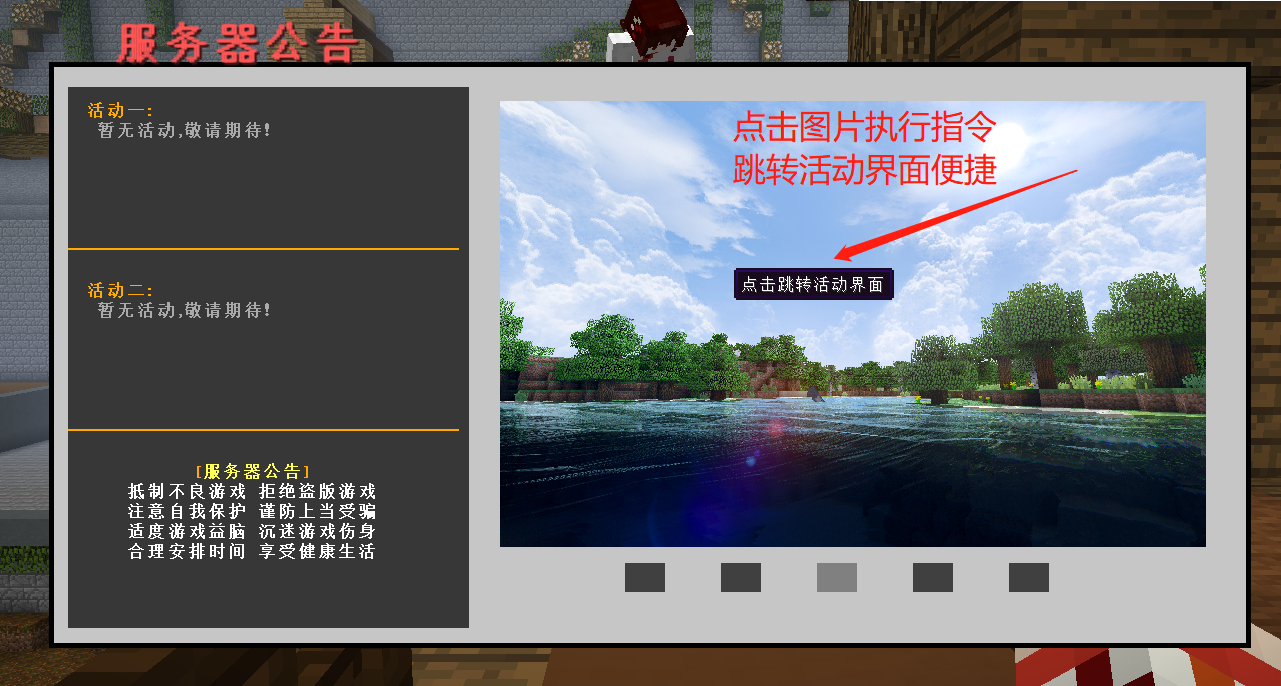 服务器公告
活动一:
暂无活动,敬请期待!
活动二:
暂无活动,敬请期待!
[服务器公告]
抵制不良游戏 拒绝盗版游戏
注意自我保护 谨防上当受骗
适度游戏益脑 沉迷游戏伤身
合理安排时间 享受健康生活
点击图片执行指令
跳转活动界面便捷
点击跳转活动界面